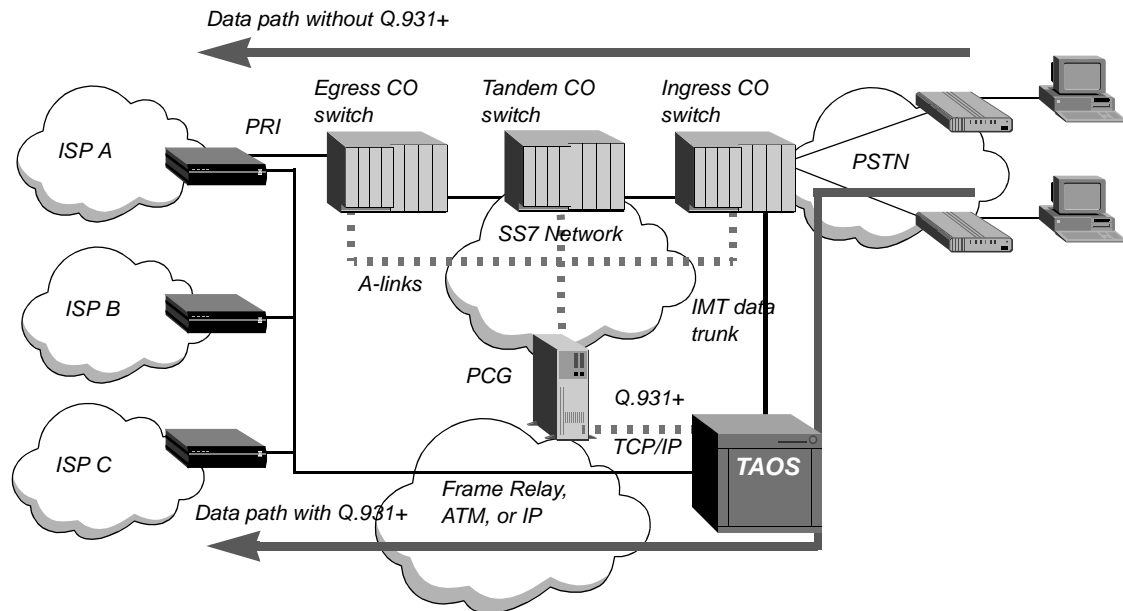 Data path without Q.931+
Egress CO
switch
Tandem CO
switch
Ingress CO
switch
PRI
ISP A
PSTN
SS7 Network
A-links
ISP B
IMT data
trunk
PCG
Q.931+
TCP/IP
TAOS
ISP C
Frame Relay,
ATM, or IP
Data path with Q.931+